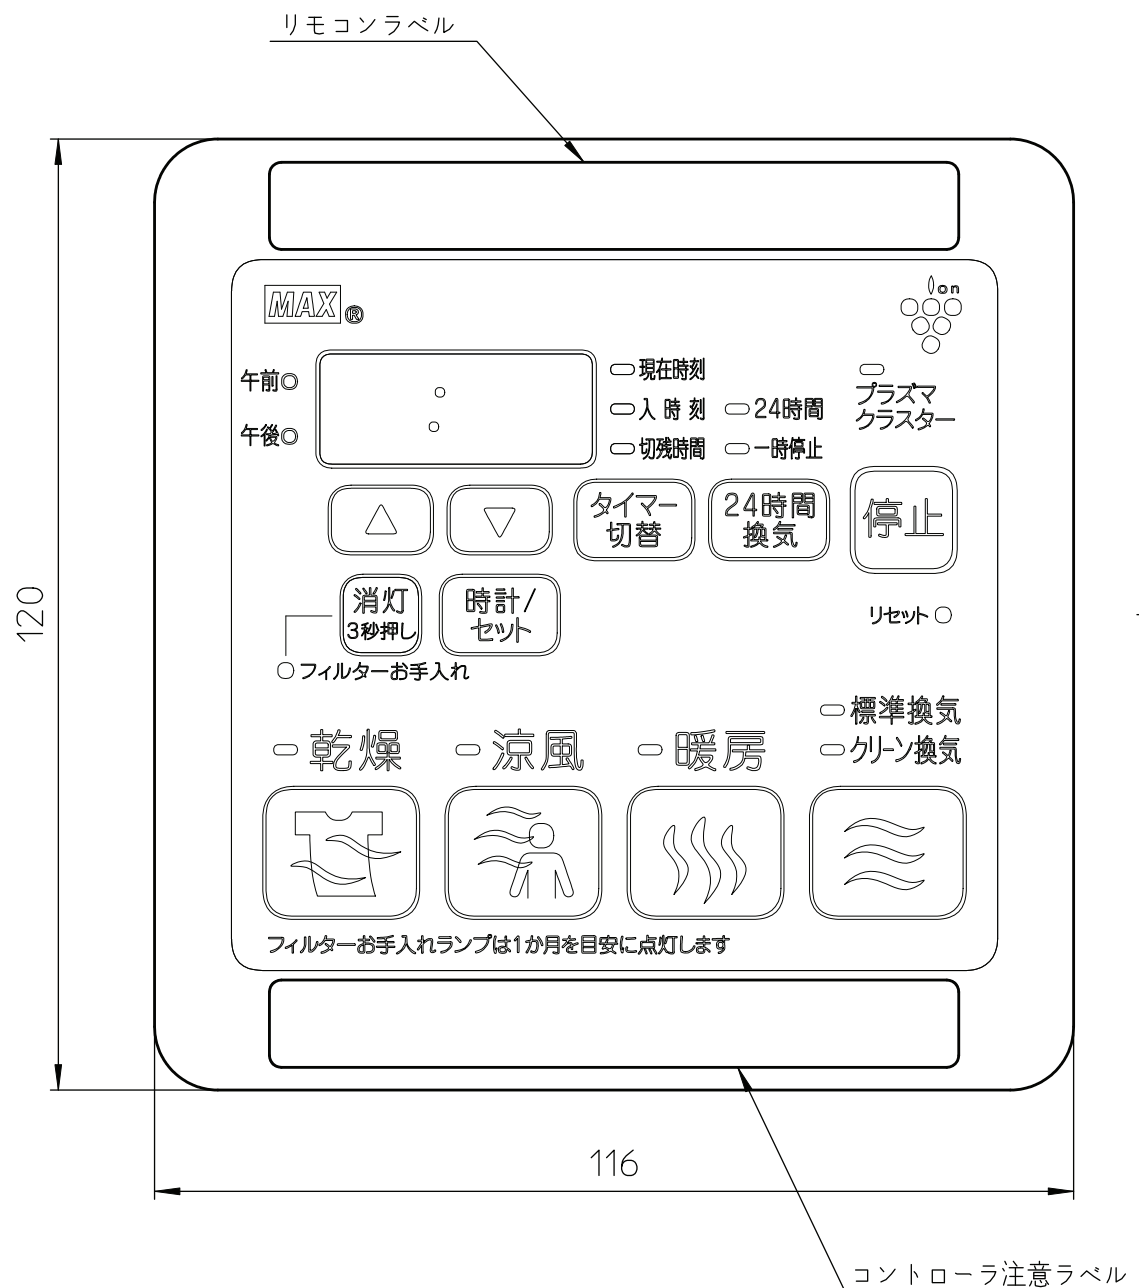 リモコンラベル
MAX®
ion
午前
現在時刻
プラズマ
クラスター
入時刻
24時間
午後
切残時間
一時停止
タイマー
切替
24時間
換気
停止
消灯
3秒押し
時計/
セット
リセット
フィルターお手入れ
標準換気
乾燥
涼風
暖房
クリーン換気
フィルターお手入れランプは1か月を目安に点灯します
120
116
コントローラ注意ラベル